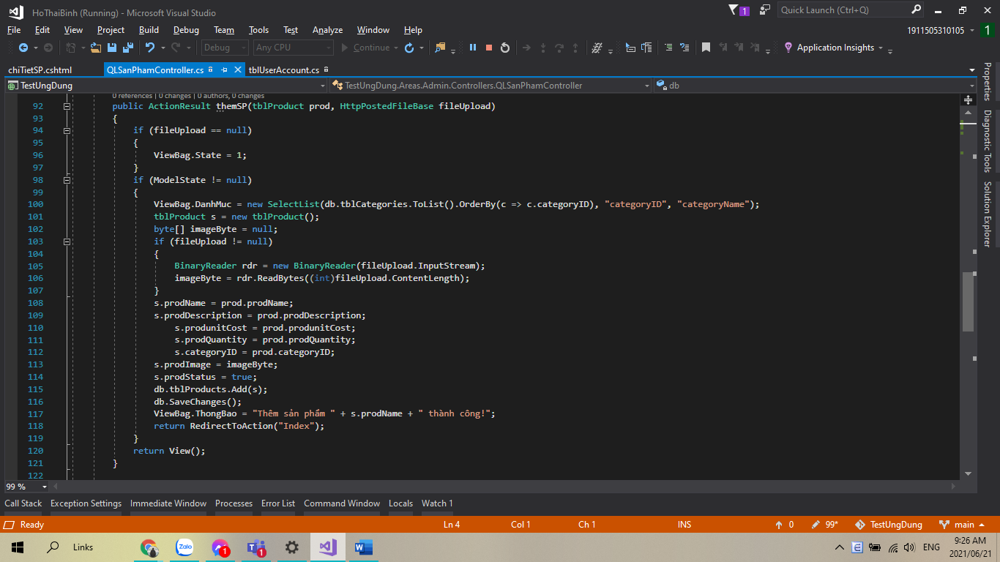 HoThaiBinh (Running) - Microsoft Visual Studio
1
Quick Launch (Ctrl+Q)
File Edit View Project Build Debug Team Tools Test Analyze Window Help
1911505310105
1
Debug Any CPU Continue Application Insights
chiTietSP.cshtml QLSanPhamController.cs tblUserAccount.cs
TestUngDung TestUngDung.Areas.Admin.Controllers.QLSanPhamController db
0 references | 0 changes | 0 authors, 0 changes
92 public ActionResult themSP(tblProduct prod, HttpPostedFileBase fileUpload)
93 {
94 if (fileUpload == null)
95 {
96 ViewBag.State = 1;
97 }
98 if (ModelState != null)
99 {
100 ViewBag.DanhMuc = new SelectList(db.tblCategories.ToList().OrderBy(c => c.categoryID), "categoryID", "categoryName");
101 tblProduct s = new tblProduct();
102 byte[] imageByte = null;
103 if (fileUpload != null)
104 {
105 BinaryReader rdr = new BinaryReader(fileUpload.InputStream);
106 imageByte = rdr.ReadBytes((int)fileUpload.ContentLength);
107 }
108 s.prodName = prod.prodName;
109 s.prodDescription = prod.prodDescription;
110 s.produnitCost = prod.produnitCost;
111 s.prodQuantity = prod.prodQuantity;
112 s.categoryID = prod.categoryID;
113 s.prodImage = imageByte;
114 s.prodStatus = true;
115 db.tblProducts.Add(s);
116 db.SaveChanges();
117 ViewBag.ThongBao = "Thêm sản phẩm " + s.prodName + " thành công!";
118 return RedirectToAction("Index");
119 }
120 return View();
121 }
122
Properties
Diagnostic Tools
Solution Explorer
99 %
Call Stack Exception Settings Immediate Window Processes Error List Command Window Locals Watch 1
Ready Ln 4 Col 1 Ch 1 INS 0 99* TestUngDung main
Links Zalo 1 1 ENG 9:26 AM
2021/06/21